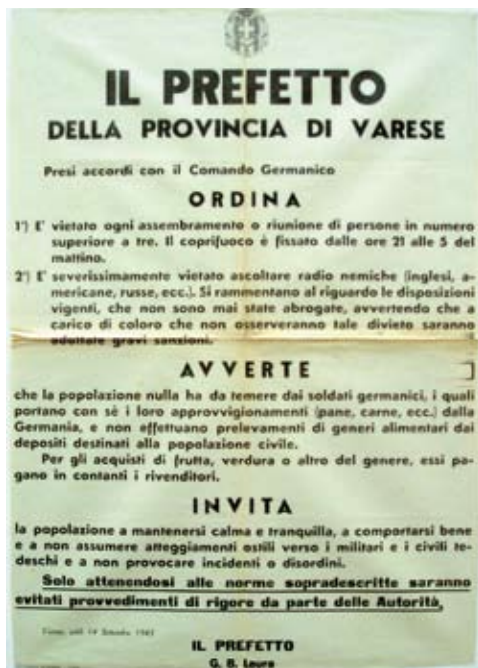 IL PREFETTO
DELLA PROVINCIA DI VARESE
Presi accordi con il Comando Germanico
ORDINA
1°) E' vietato ogni assembramento o riunione di persone in numero
superiore a tre. Il coprifuoco è fissato dalle ore 21 alle 5 del
mattino.
2°) E' severissimamente vietato ascoltare radio nemiche (inglesi, a-
mericane, russe, ecc.). Si rammentano al riguardo le disposizioni
vigenti, che non sono mai state abrogate, avvertendo che a
carico di coloro che non osserveranno tale divieto saranno
adottate gravi sanzioni.
AVVERTE
che la popolazione nulla ha da temere dai soldati germanici, i quali
portano con sè i loro approvvigionamenti (pane, carne, ecc.) dalla
Germania, e non effettuano prelevamenti di generi alimentari dai
depositi destinati alla popolazione civile.
Per gli acquisti di frutta, verdura o altro del genere, essi pa-
gano in contanti i rivenditori.
INVITA
la popolazione a mantenersi calma e tranquilla, a comportarsi bene
e a non assumere atteggiamenti ostili verso i militari e i civili te-
deschi e a non provocare incidenti o disordini.
Solo attenendosi alle norme sopradescritte saranno
evitati provvedimenti di rigore da parte delle Autorità,
14 Settembre 1943
IL PREFETTO
G. B. Laura